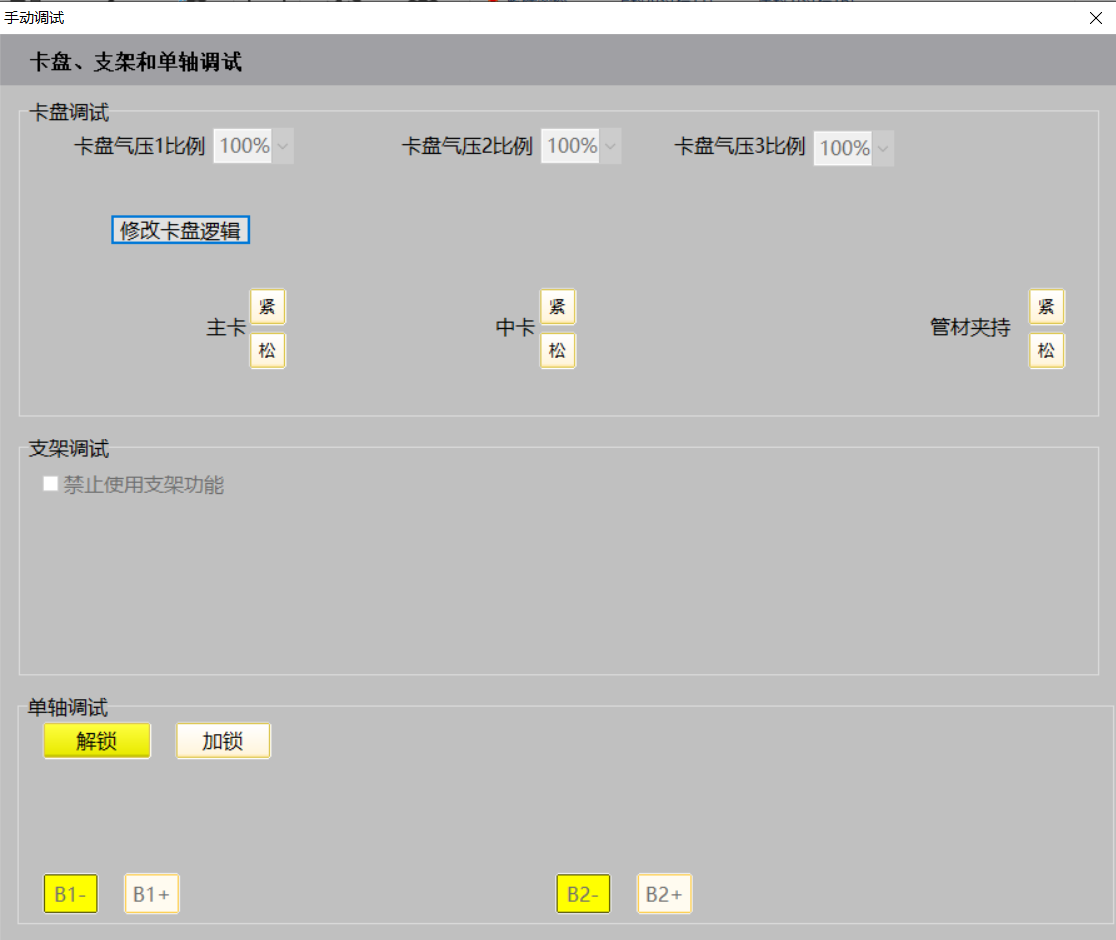 手动调试
卡盘、支架和单轴调试
卡盘调试
卡盘气压1比例 100% 卡盘气压2比例 100% 卡盘气压3比例 100%
修改卡盘逻辑
主卡 紧 松 中卡 紧 松 管材夹持 紧 松
支架调试
禁止使用支架功能
单轴调试
解锁 加锁
B1- B1+ B2- B2+